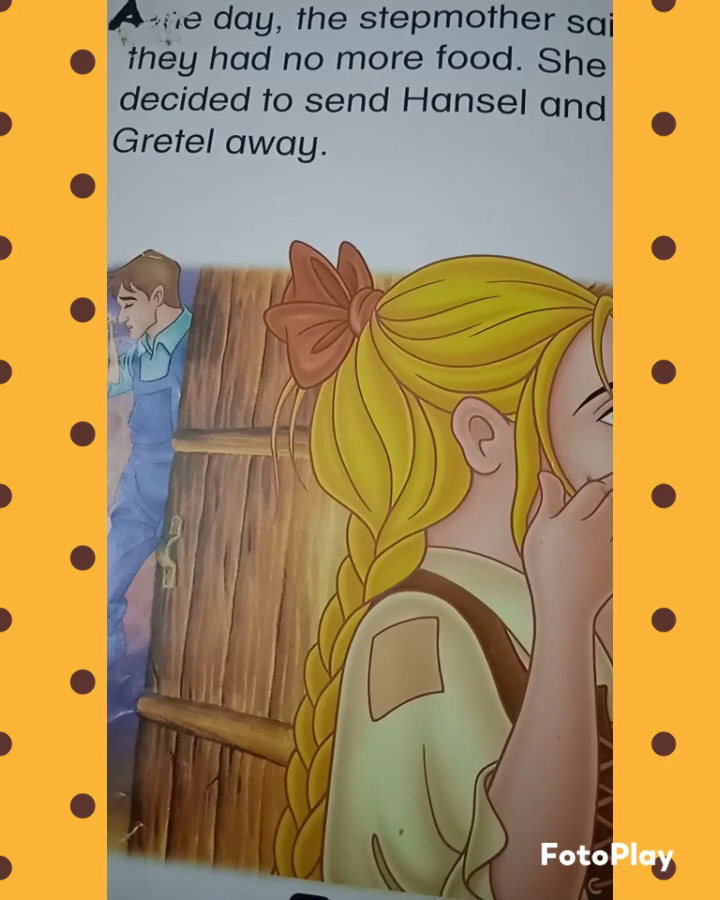 day, the stepmother
they had no more food. She
decided to send Hansel and
Gretel away.
FotoPlay